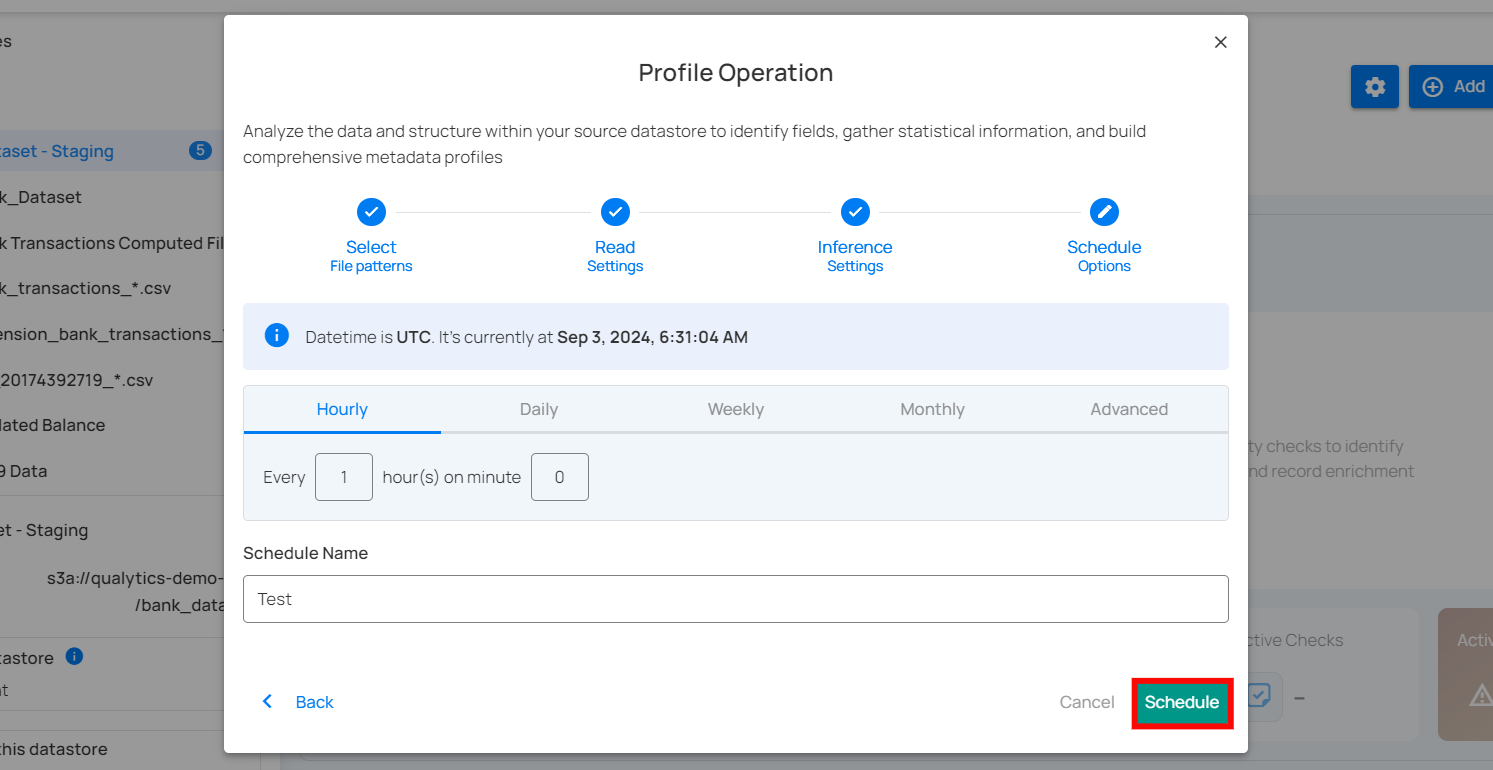 es
Profile Operation
Add
Analyze the data and structure within your source datastore to identify fields, gather statistical information, and build
comprehensive metadata profiles
taset - Staging 5
k_Dataset
k Transactions Computed Fil
k_transactions_*.csv
ension_bank_transactions_
_20174392719_*.csv
lated Balance
9 Data
et - Staging
s3a://qualytics-demo-
/bank_data
tastore
t
this datastore
Select
File patterns
Read
Settings
Inference
Settings
Schedule
Options
Datetime is UTC. It's currently at Sep 3, 2024, 6:31:04 AM
Hourly Daily Weekly Monthly Advanced
Every 1 hour(s) on minute 0
Schedule Name
Test
Back Cancel Schedule
ty checks to identify
nd record enrichment
ctive Checks
–
Activ